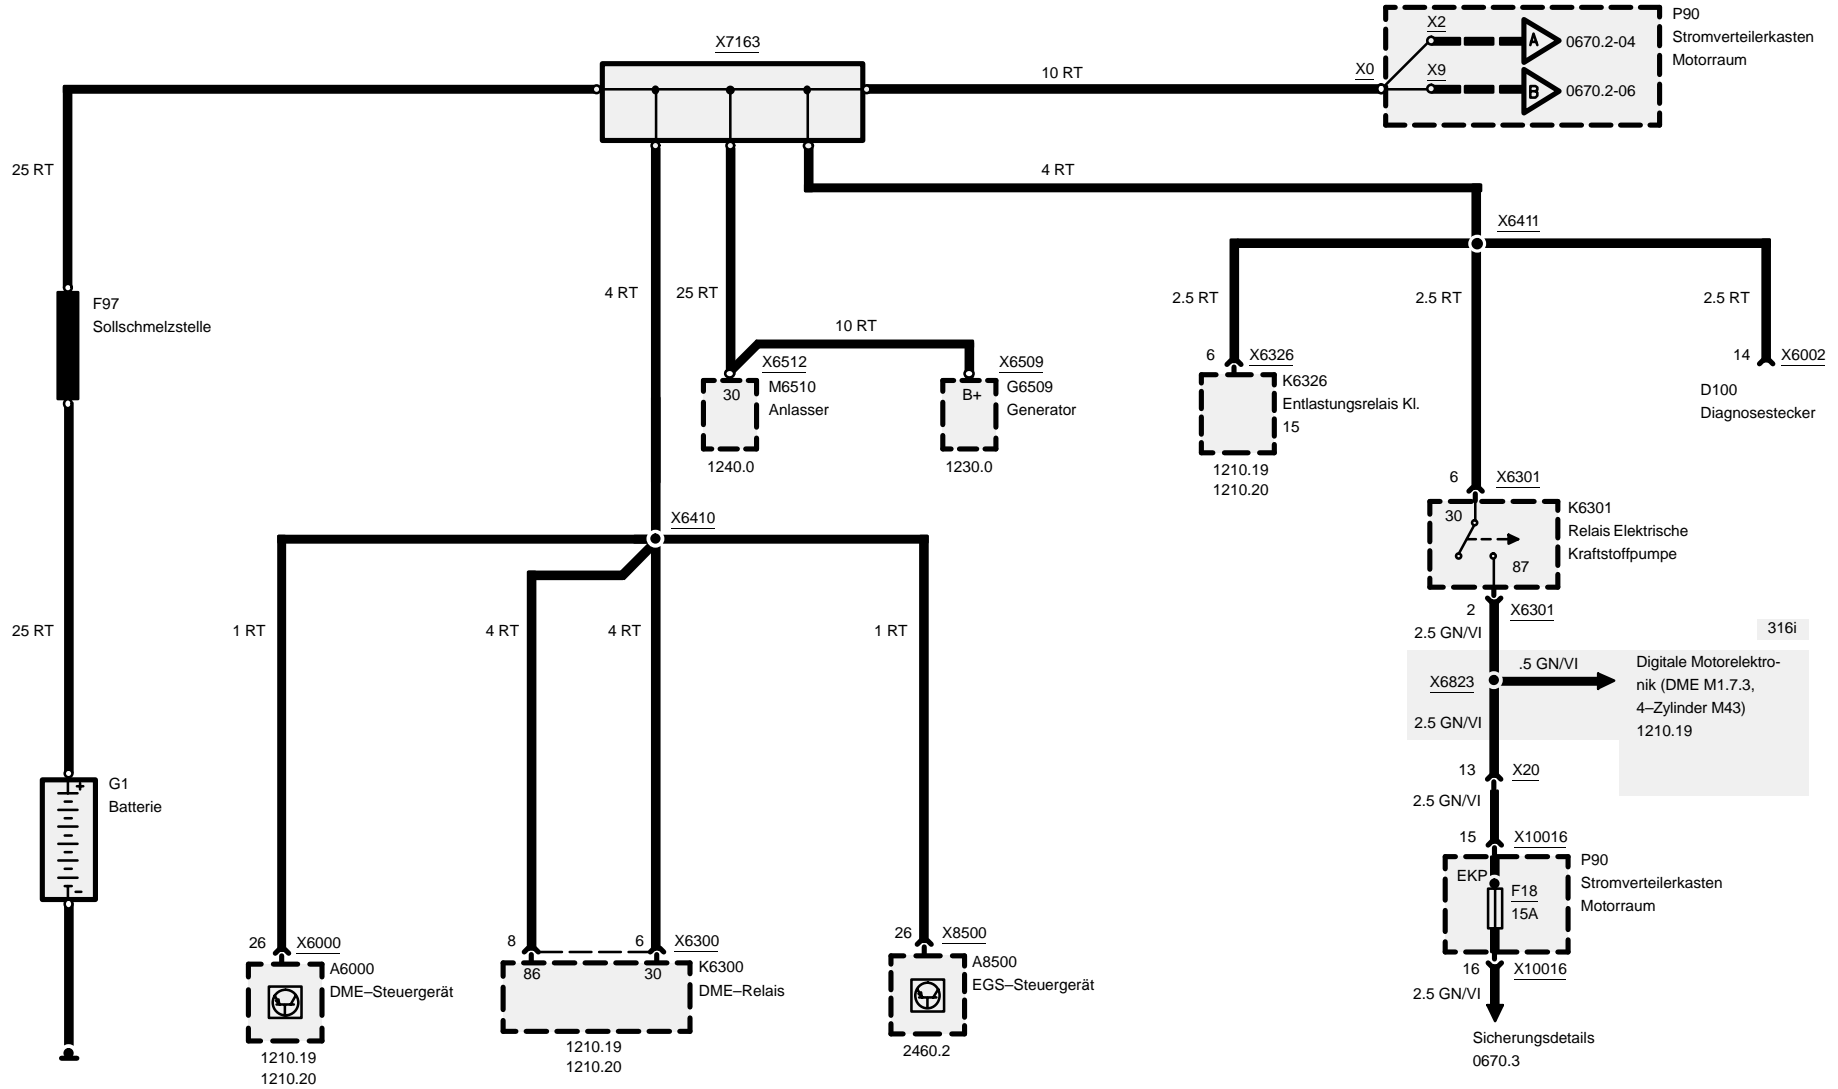 P90
Stromverteilerkasten
Motorraum
X2
A
0670.2-04
X0
X9
B
0670.2-06
X7163
10 RT
25 RT
4 RT
X6411
F97
Sollschmelzstelle
4 RT
25 RT
10 RT
2.5 RT
2.5 RT
2.5 RT
X6512
30
M6510
Anlasser
1240.0
X6509
B+
G6509
Generator
1230.0
6
X6326
K6326
Entlastungsrelais Kl.
15
1210.19
1210.20
14
X6002
D100
Diagnosestecker
6
X6301
30
87
K6301
Relais Elektrische
Kraftstoffpumpe
2
X6301
2.5 GN/VI
X6410
25 RT
1 RT
4 RT
4 RT
1 RT
316i
.5 GN/VI
X6823
2.5 GN/VI
Digitale Motorelektro-
nik (DME M1.7.3,
4–Zylinder M43)
1210.19
13
X20
2.5 GN/VI
G1
Batterie
+
-
15
X10016
EKP
F18
15A
P90
Stromverteilerkasten
Motorraum
16
X10016
2.5 GN/VI
Sicherungsdetails
0670.3
26
X6000
A6000
DME–Steuergerät
1210.19
1210.20
8
6
X6300
86
30
K6300
DME–Relais
1210.19
1210.20
26
X8500
A8500
EGS–Steuergerät
2460.2